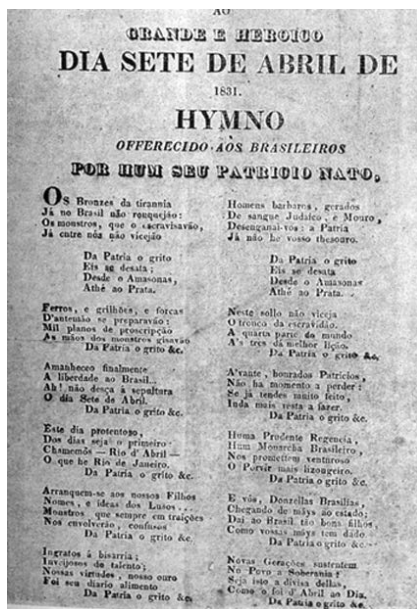 AO
GRANDE E HEROICO
DIA SETE DE ABRIL DE
1831.
HYMNO
OFFERECIDO AOS BRASILEIROS
POR HUM SEU PATRICIO NATO,
Os Bronzes da tirannia
Já no Brasil não rouquejão:
Os monstros, que o escravisavão,
Já entre nós não vicejão
Da Patria o grito
Eis se desata;
Desde o Amasonas,
Athé ao Prata.
Ferros, e grilhões, e forcas
D'antemão se preparavão;
Mil planos de proscripção
As mãos dos monstros gisavão
Da Patria o grito &c.
Amanheceo finalmente
A liberdade ao Brasil...
Ah! não desça à sepultura
O dia Sete de Abril.
Da Patria o grito &c.
Este dia protentoso,
Dos dias seja o primeiro
Chamemós — Rio d' Abril —
O que he Rio de Janeiro.
Da Patria o grito &c.
Arranquem-se aos nossos Filhos
Nomes, e ideas dos Lusos...
Monstros que sempre em traições
Nos envolverão, confusos
Da Patria o grito &c.
Ingratos á bisarria;
Invejosos do talento;
Nossas virtudes, nosso ouro
Foi seu diario alimento
Da Patria o grito &c.
Homens barbaros, gerados
De sangue Judaico, e Mouro,
Desenganai-vos: a Patria
Já não he vosso thesouro.
Da Patria o grito
Eis se desata
Desde o Amasonas
Athé ao Prata.
Neste sollo não viceja
O tronco da escravidão.
A quarta parte do mundo
A's tres dá melhor lição.
Da Patria o grito &c.
A'vante, honrados Patricios,
Não ha momento a perder:
Se já tendes muito feito,
Inda mais resta a fazer.
Da Patria o grito &c.
Huma Prudente Regencia,
Hum Monarcha Brasileiro,
Nos promettem venturoso
O Porvir mais lizongeiro.
Da Patria o grito &c.
E vós, Donzellas Brasilias,
Chegando de mãys ao estado;
Dai ao Brasil tão bons filhos,
Como vossas mãys tem dado
Da Patria o grito &c.
Novas Gerações sustentem
No Povo a Soberania;
Seja isto a divisa dellas,
Como o foi d'Abril ao Dia.
Da Patria o grito &c.